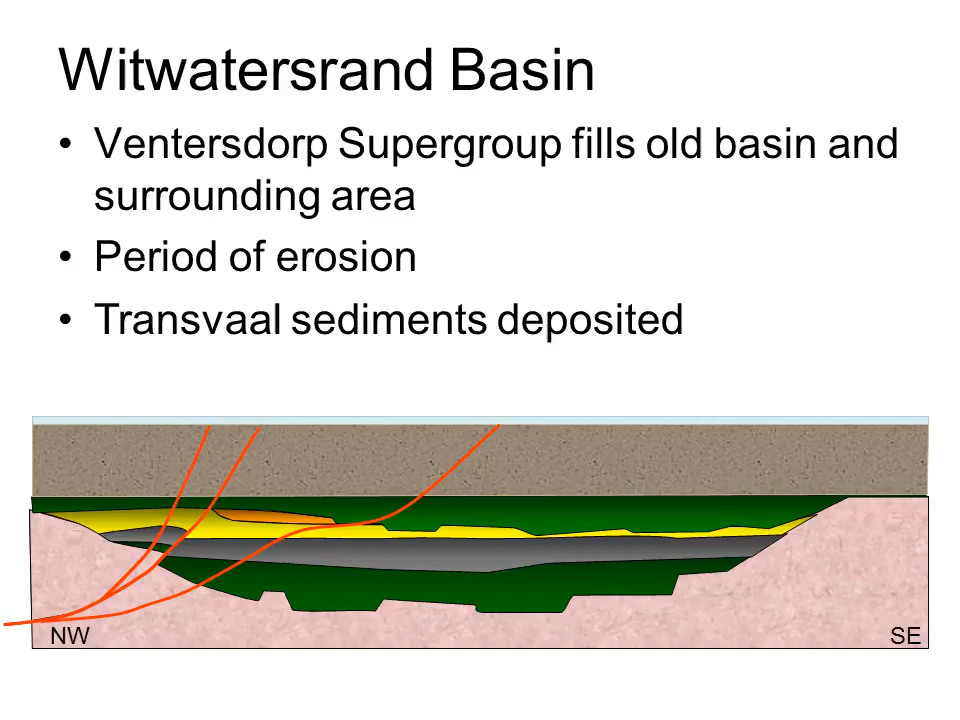 Witwatersrand Basin
• Ventersdorp Supergroup fills old basin and
surrounding area
• Period of erosion
• Transvaal sediments deposited
NW
SE